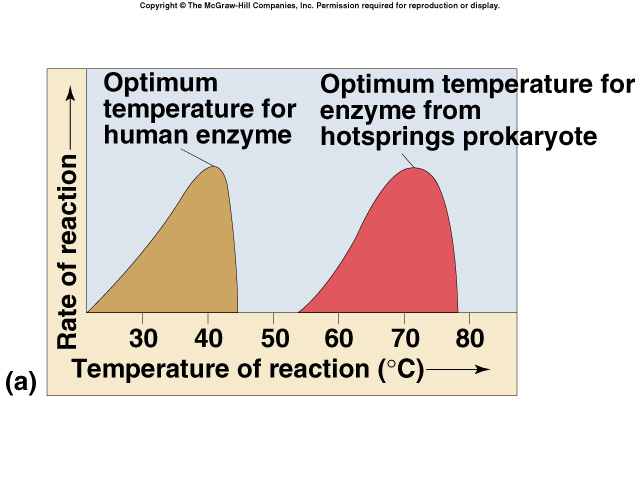 Copyright © The McGraw-Hill Companies, Inc. Permission required for reproduction or display.
Optimum
temperature for
human enzyme
Optimum temperature for
enzyme from
hotsprings prokaryote
Rate of reaction
30 40 50 60 70 80
Temperature of reaction (°C)
(a)